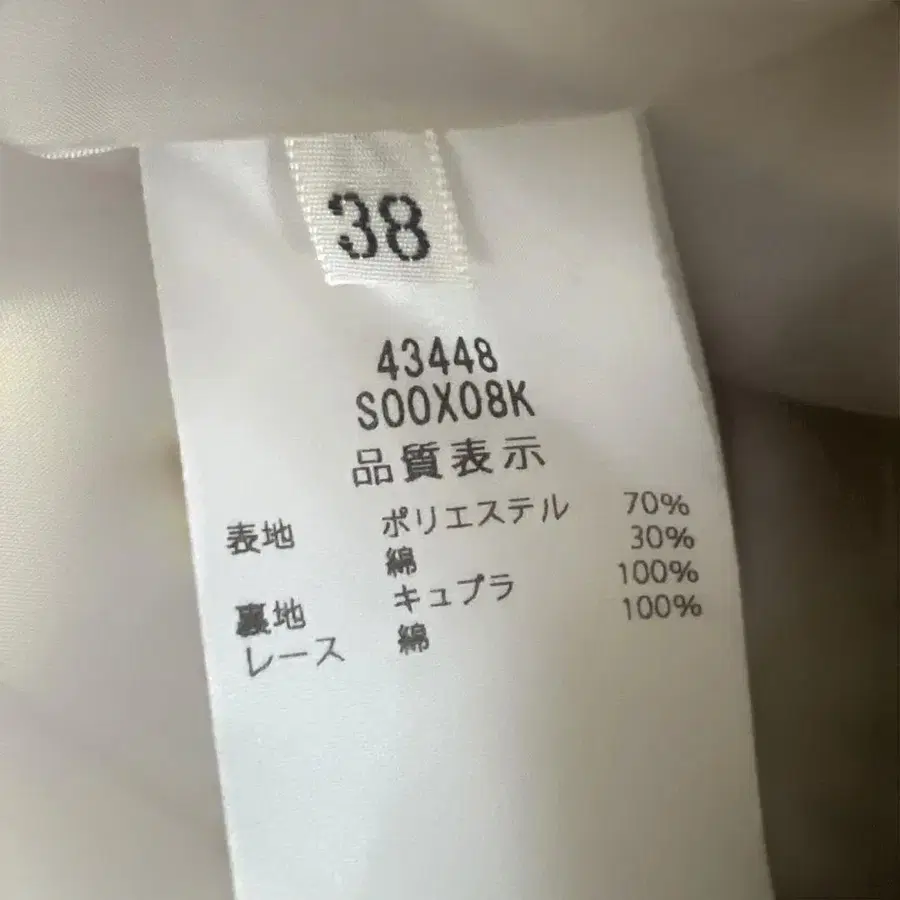 38
43448
S00X08K
品質表示
表地 ポリエステル 70%
綿 30%
裏地 キュプラ 100%
レース 綿 100%